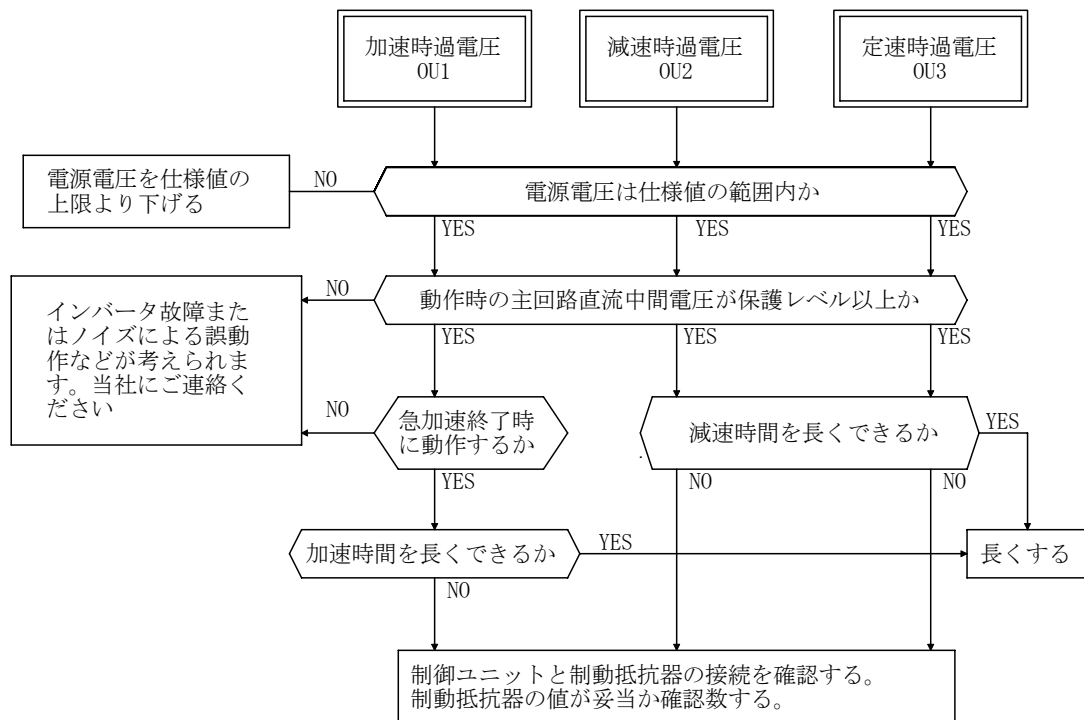 加速時過電圧
OU1
減速時過電圧
OU2
定速時過電圧
OU3
電源電圧を仕様値の
上限より下げる
NO
電源電圧は仕様値の範囲内か
YES
YES
YES
インバータ故障また
はノイズによる誤動
作などが考えられま
す。当社にご連絡く
ださい
NO
動作時の主回路直流中間電圧が保護レベル以上か
YES
YES
YES
NO
急加速終了時
に動作するか
減速時間を長くできるか
YES
YES
NO
NO
加速時間を長くできるか
YES
長くする
NO
制御ユニットと制動抵抗器の接続を確認する。
制動抵抗器の値が妥当か確認数する。